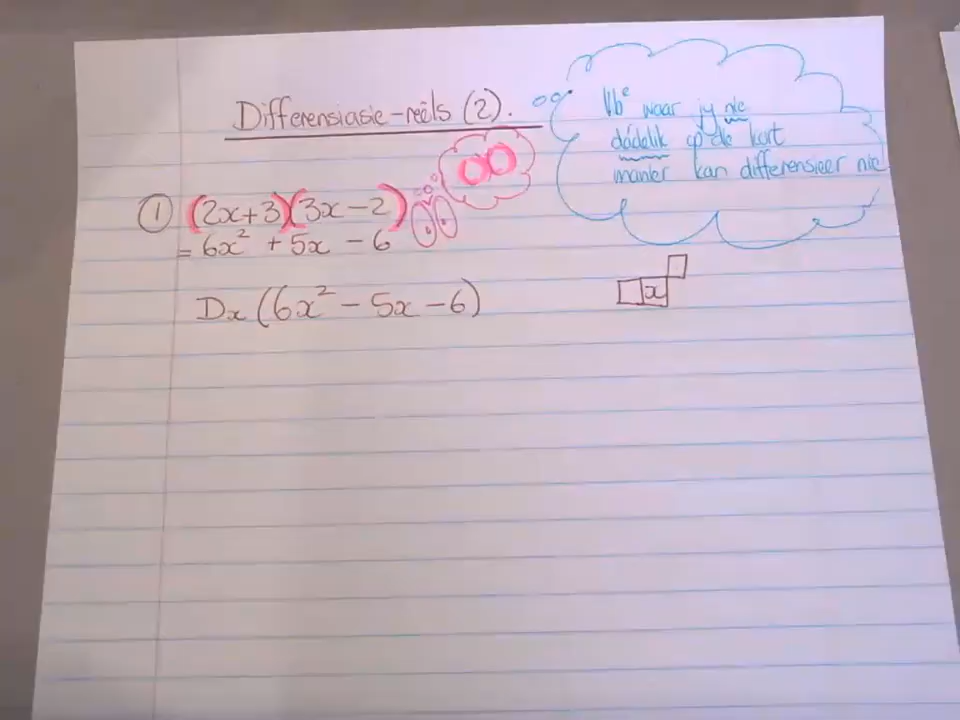 Differensiasie-reëls (2).
Vbe waar jy nie
dadelik op die kort
manier kan differensieer nie
① (2x+3)(3x-2)
= 6x² + 5x - 6
Dx (6x² - 5x - 6)
x